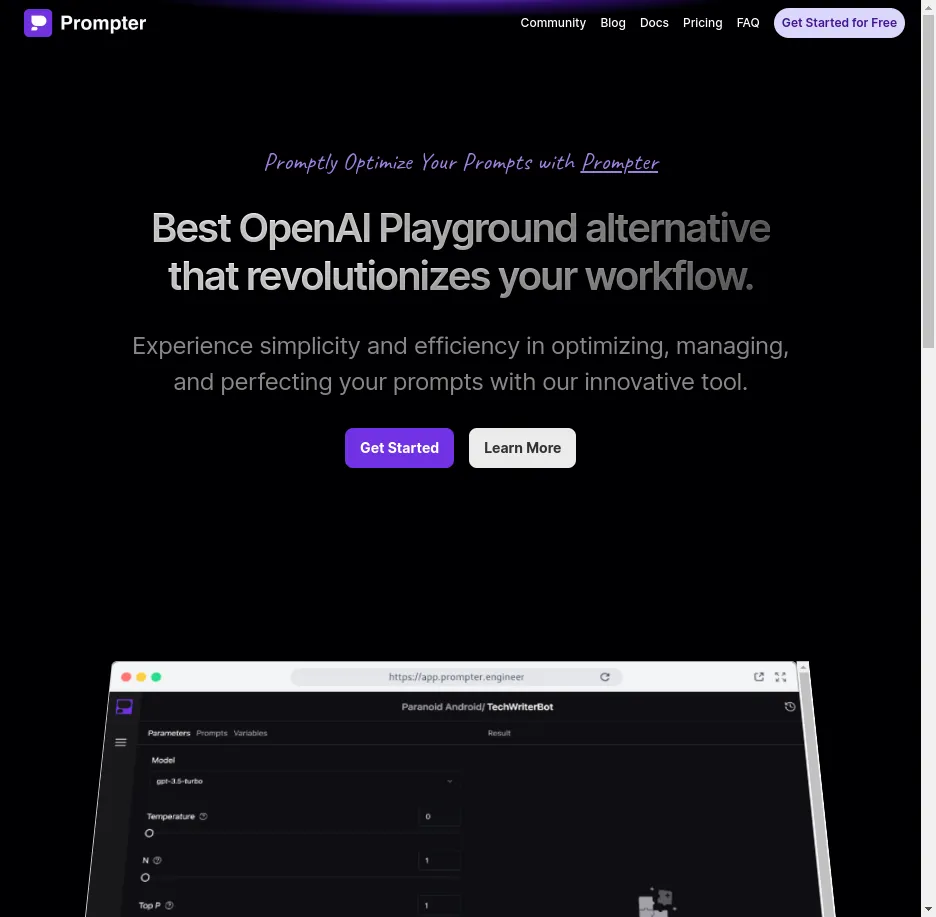 Prompter
Community Blog Docs Pricing FAQ Get Started for Free
Promptly Optimize Your Prompts with Prompter
Best OpenAI Playground alternative
that revolutionizes your workflow.
Experience simplicity and efficiency in optimizing, managing,
and perfecting your prompts with our innovative tool.
Get Started Learn More
https://app.prompter.engineer
Paranoid Android/ TechWriterBot
Parameters Prompts Variables Result
Model
gpt-3.5-turbo
Temperature 0
N 1
Top P 1